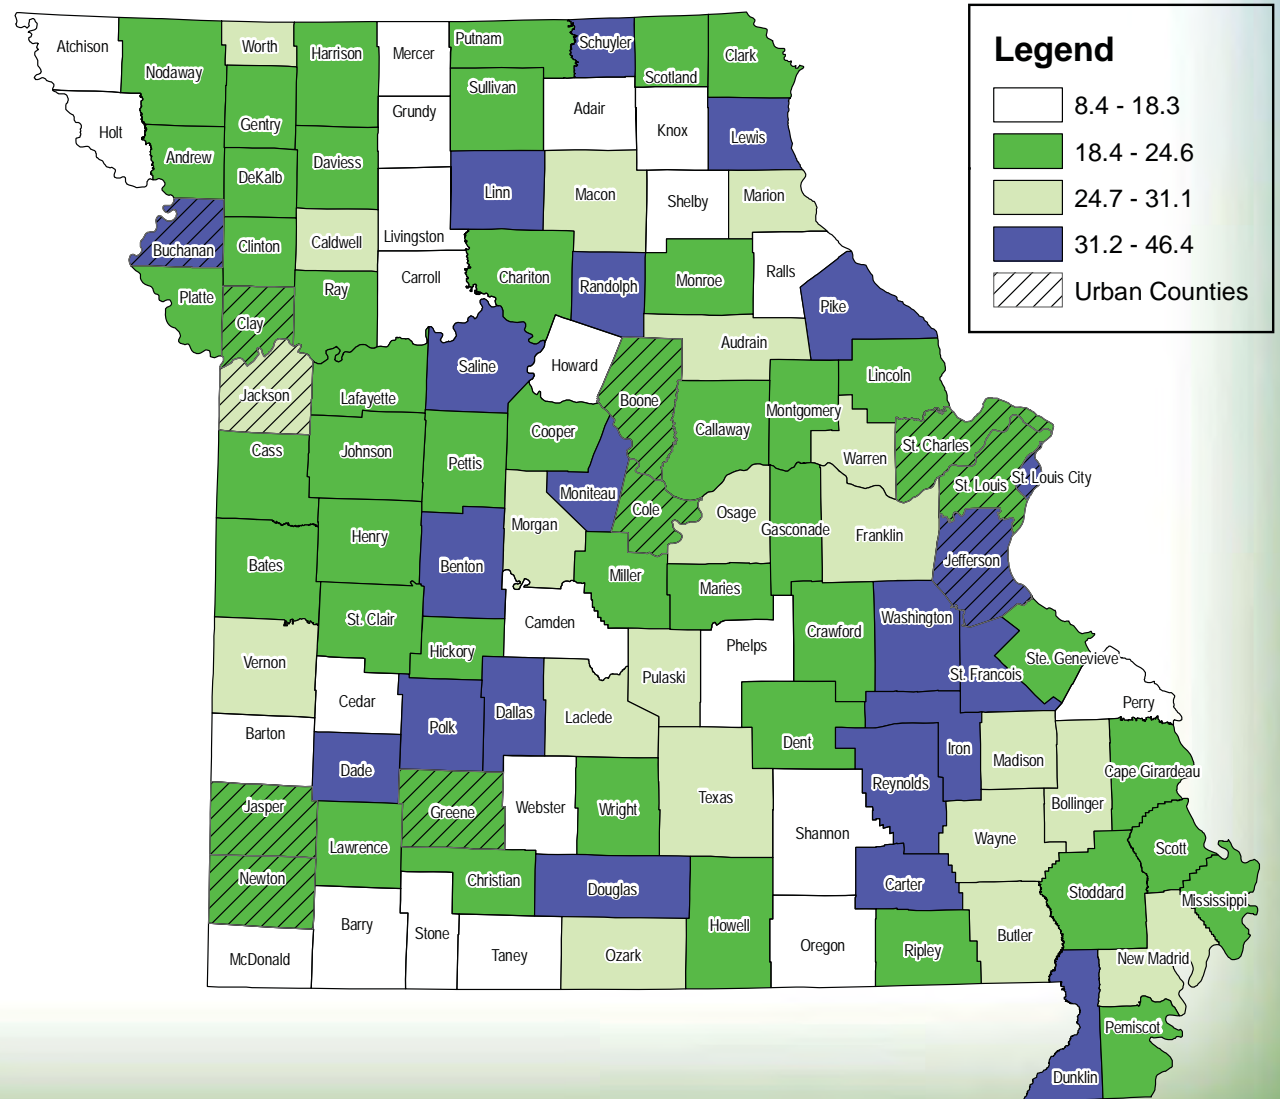 Legend
8.4 - 18.3
18.4 - 24.6
24.7 - 31.1
31.2 - 46.4
Urban Counties
Atchison
Nodaway
Worth
Harrison
Mercer
Putnam
Schuyler
Scotland
Clark
Holt
Gentry
Sullivan
Grundy
Adair
Knox
Lewis
Andrew
DeKalb
Daviess
Linn
Macon
Shelby
Marion
Buchanan
Clinton
Caldwell
Livingston
Carroll
Chariton
Randolph
Monroe
Ralls
Pike
Platte
Ray
Clay
Audrain
Saline
Howard
Lincoln
Jackson
Lafayette
Boone
Montgomery
Callaway
Cass
Johnson
Pettis
Cooper
Warren
St. Charles
St. Louis
St. Louis City
Moniteau
Cole
Morgan
Osage
Gasconade
Franklin
Henry
Bates
Benton
Miller
Maries
Jefferson
St. Clair
Camden
Phelps
Crawford
Washington
Hickory
Vernon
Pulaski
St. Francois
Ste. Genevieve
Cedar
Perry
Barton
Polk
Dallas
Laclede
Dent
Iron
Madison
Dade
Reynolds
Cape Girardeau
Jasper
Greene
Webster
Wright
Texas
Bollinger
Shannon
Wayne
Lawrence
Scott
Newton
Christian
Douglas
Carter
Stoddard
Mississippi
Barry
Stone
Howell
Oregon
Ripley
Butler
McDonald
Taney
Ozark
New Madrid
Pemiscot
Dunklin